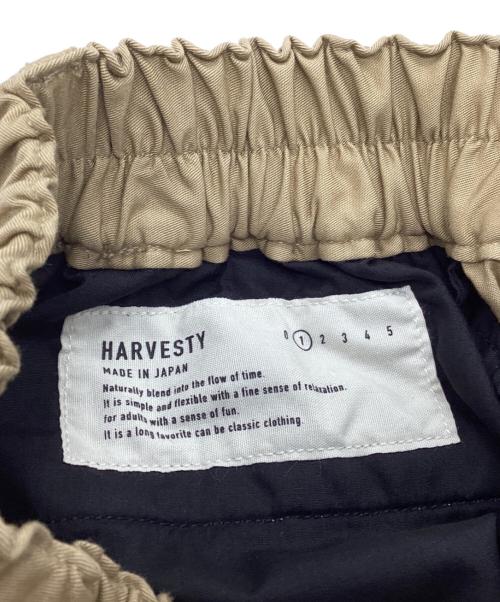 HARVESTY
MADE IN JAPAN
0 1 2 3 4 5
Naturally blend into the flow of time.
It is simple and flexible with a fine sense of relaxation.
for adults with a sense of fun.
It is a long favorite can be classic clothing.